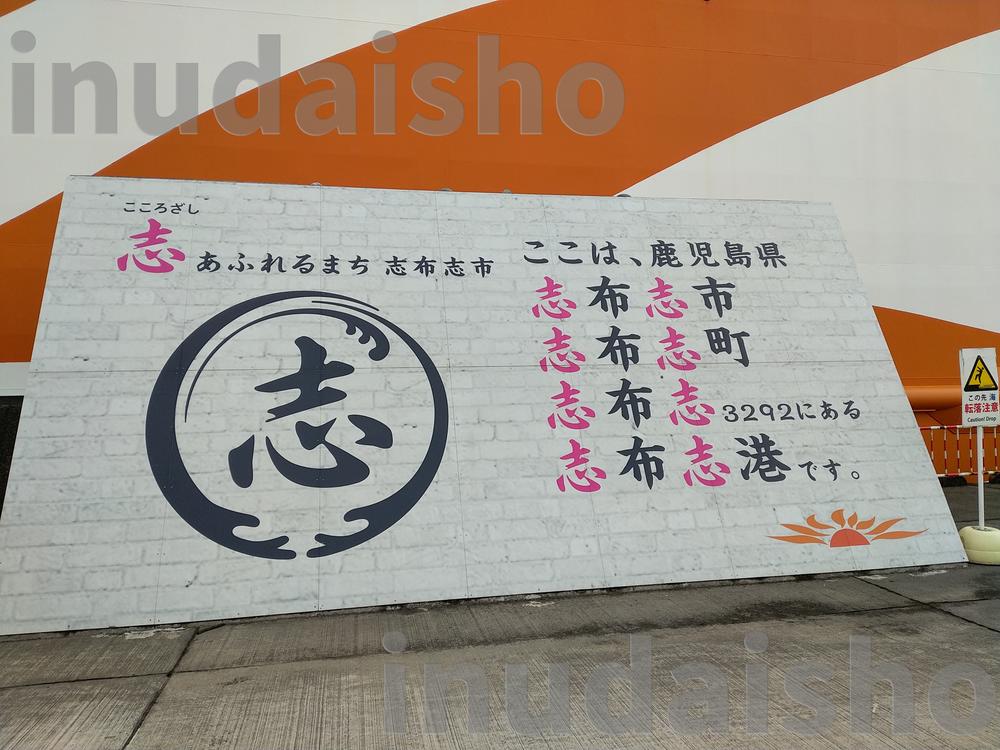 inudaisho
こころざし
志あふれるまち 志布志市
志
ここは、鹿児島県
志布志市
志布志町
志布志3292にある
志布志港です。
この先 海
転落注意
Caution! Drop
inudaisho